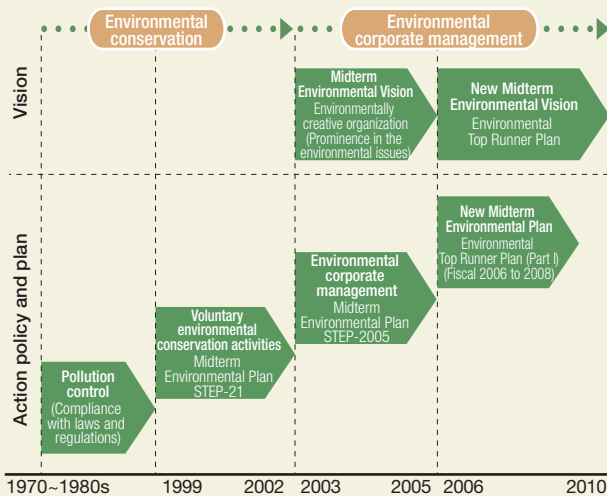 Environmental
conservation
Environmental
corporate management
Vision
Midterm
Environmental Vision
Environmentally
creative organization
(Prominence in the
environmental issues)
New Midterm
Environmental Vision
Environmental
Top Runner Plan
Action policy and plan
New Midterm
Environmental Plan
Environmental
Top Runner Plan (Part I)
(Fiscal 2006 to 2008)
Environmental
corporate
management
Midterm
Environmental Plan
STEP-2005
Voluntary
environmental
conservation activities
Midterm
Environmental Plan
STEP-21
Pollution
control
(Compliance
with laws and
regulations)
1970~1980s 1999 2002 2003 2005 2006 2010